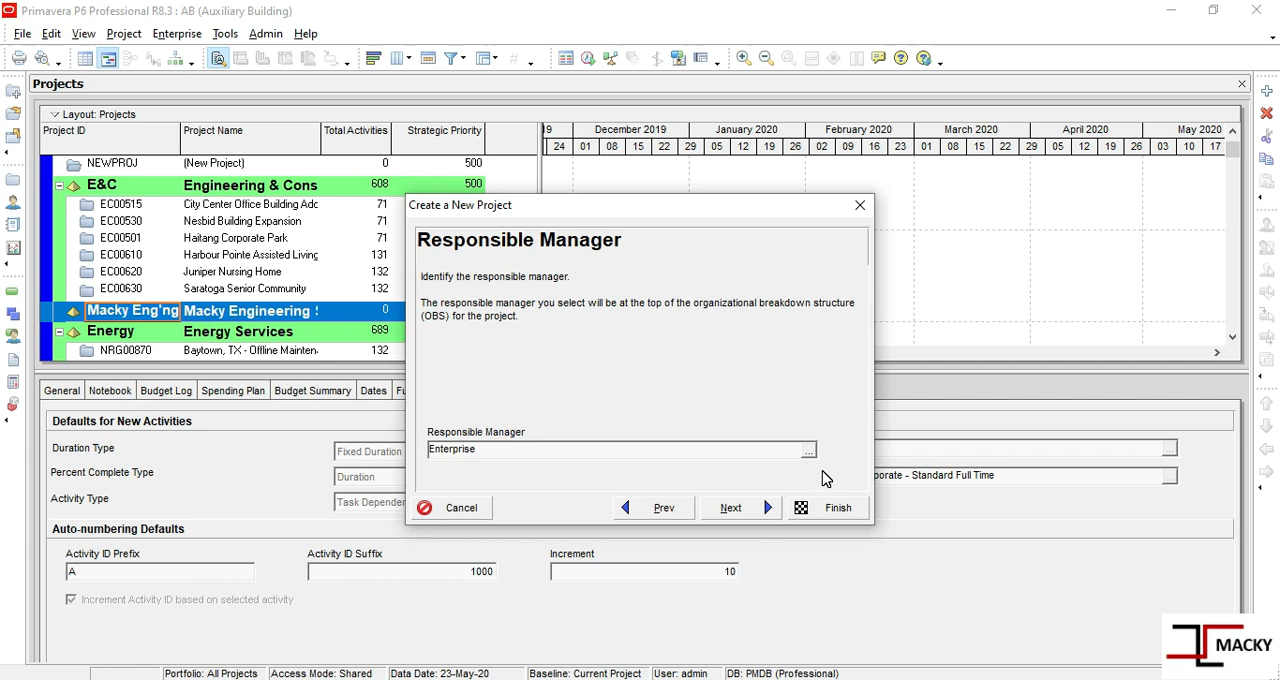 Primavera P6 Professional R8.3 : AB (Auxiliary Building)
File Edit View Project Enterprise Tools Admin Help
Projects
Layout: Projects
Project ID Project Name Total Activities Strategic Priority
19 December 2019 January 2020 February 2020 March 2020 April 2020 May 2020
24 01 08 15 22 29 05 12 19 26 02 09 16 23 01 08 15 22 29 05 12 19 26 03 10 17
NEWPROJ (New Project) 0 500
E&C Engineering & Cons 608 500
EC00515 City Center Office Building Adc 71
EC00530 Nesbid Building Expansion 71
EC00501 Haitang Corporate Park 71
EC00610 Harbour Pointe Assisted Living 131
EC00620 Juniper Nursing Home 132
EC00630 Saratoga Senior Community 132
Macky Eng'ng Macky Engineering 0
Energy Energy Services 689
NRG00870 Baytown, TX - Offline Mainten. 132
Create a New Project
Responsible Manager
Identify the responsible manager.
The responsible manager you select will be at the top of the organizational breakdown structure
(OBS) for the project.
Responsible Manager
Enterprise ...
Cancel Prev Next Finish
General Notebook Budget Log Spending Plan Budget Summary Dates Fu
Defaults for New Activities
Duration Type Fixed Duration ...
Percent Complete Type Duration porate - Standard Full Time ...
Activity Type Task Depender
Auto-numbering Defaults
Activity ID Prefix Activity ID Suffix Increment
A 1000 10
Increment Activity ID based on selected activity
MACKY
Portfolio: All Projects Access Mode: Shared Data Date: 23-May-20 Baseline: Current Project User: admin DB: PMDB (Professional)